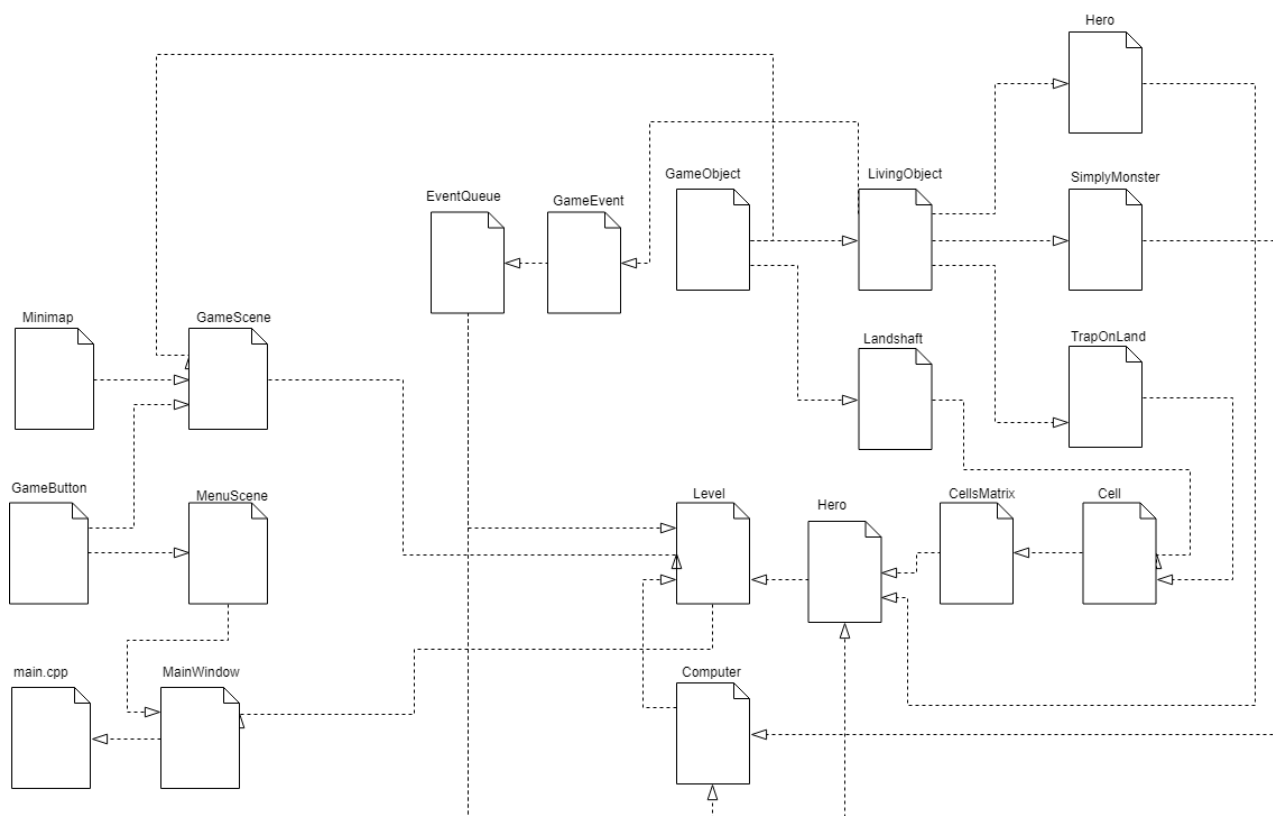 Hero
GameObject
LivingObject
SimplyMonster
EventQueue
GameEvent
Minimap
GameScene
Landshaft
TrapOnLand
GameButton
MenuScene
Level
Hero
CellsMatrix
Cell
main.cpp
MainWindow
Computer